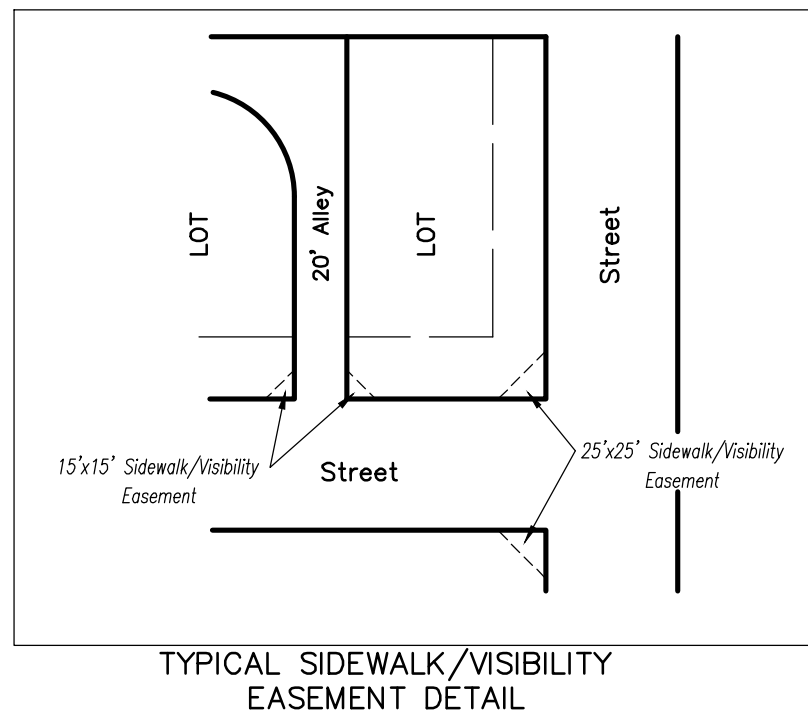 LOT
20' Alley
LOT
Street
15'x15' Sidewalk/Visibility
Easement
Street
25'x25' Sidewalk/Visibility
Easement
TYPICAL SIDEWALK/VISIBILITY
EASEMENT DETAIL